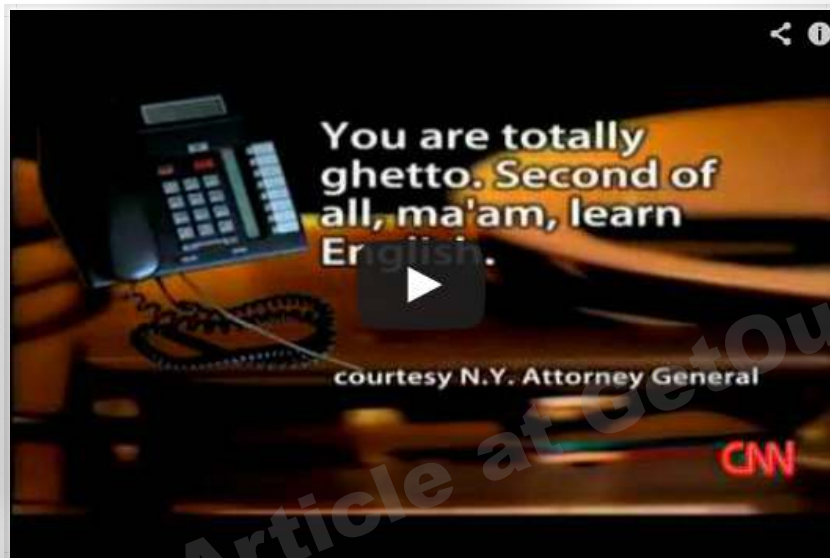 You are totally
ghetto. Second of
all, ma'am, learn
English.
courtesy N.Y. Attorney General
CNN
Article at GetOu